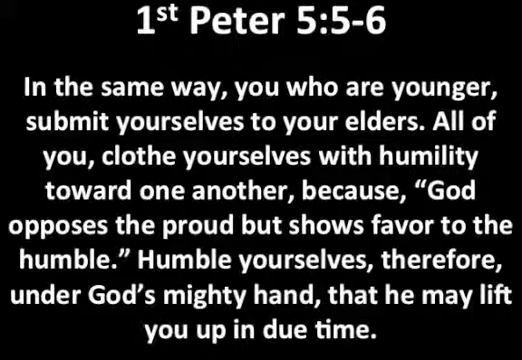 1st Peter 5:5-6
In the same way, you who are younger,
submit yourselves to your elders. All of
you, clothe yourselves with humility
toward one another, because, “God
opposes the proud but shows favor to the
humble.” Humble yourselves, therefore,
under God’s mighty hand, that he may lift
you up in due time.